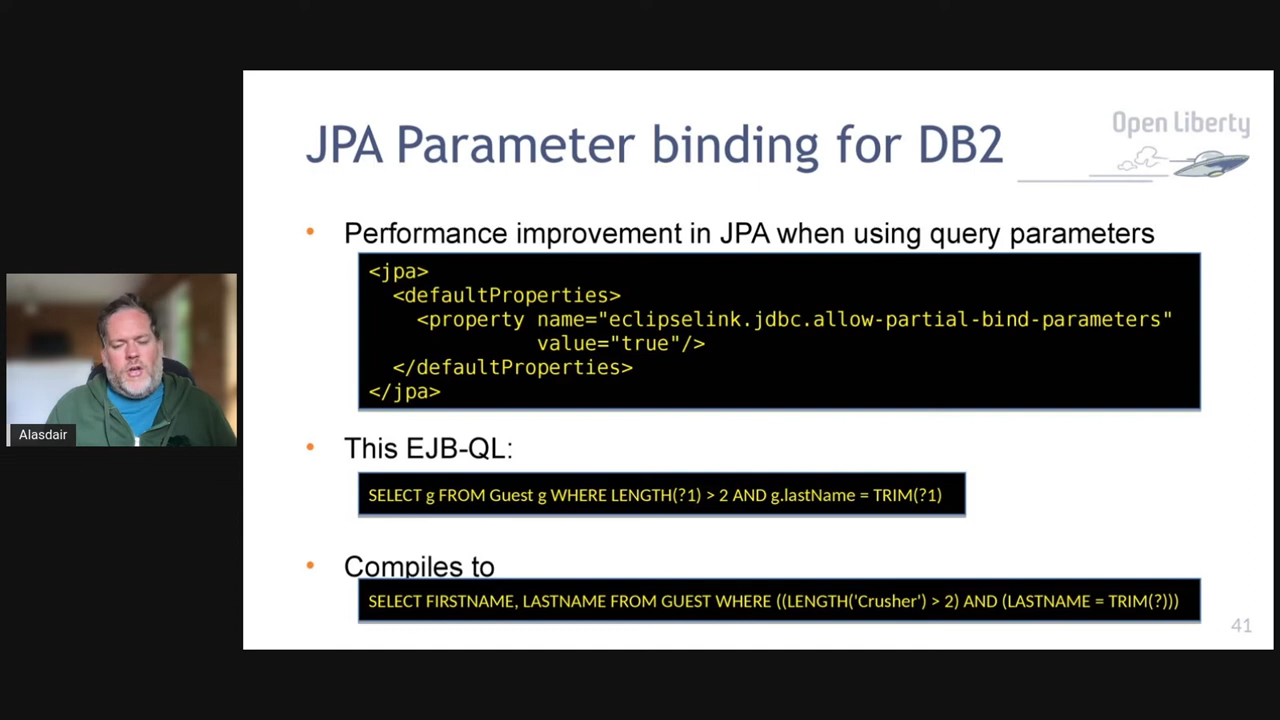 JPA Parameter binding for DB2
Open Liberty
Performance improvement in JPA when using query parameters
<jpa>
<defaultProperties>
<property name="eclipselink.jdbc.allow-partial-bind-parameters"
value="true"/>
</defaultProperties>
</jpa>
Alasdair
This EJB-QL:
SELECT g FROM Guest g WHERE LENGTH(?1) > 2 AND g.lastName = TRIM(?1)
Compiles to
SELECT FIRSTNAME, LASTNAME FROM GUEST WHERE ((LENGTH('Crusher') > 2) AND (LASTNAME = TRIM(?)))
41